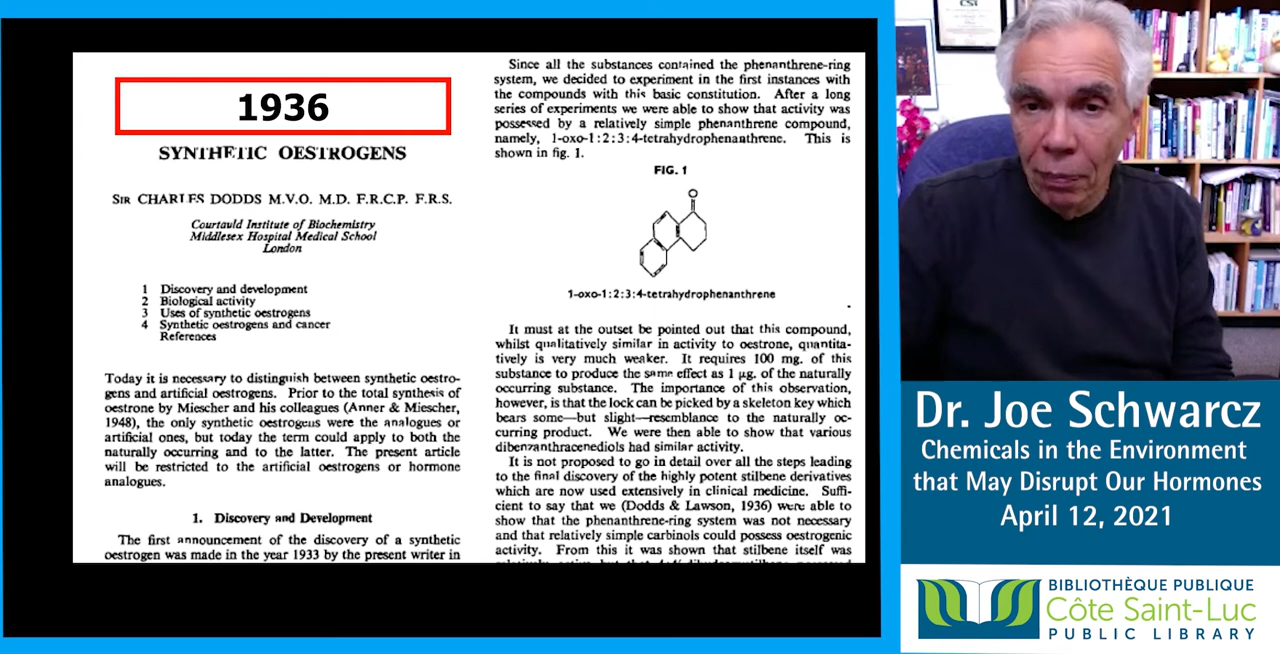 1936
SYNTHETIC OESTROGENS
SIR CHARLES DODDS M.V.O. M.D. F.R.C.P. F.R.S.
Courtauld Institute of Biochemistry
Middlesex Hospital Medical School
London
1 Discovery and development
2 Biological activity
3 Uses of synthetic oestrogens
4 Synthetic oestrogens and cancer
References
Today it is necessary to distinguish between synthetic oestro-
gens and artificial oestrogens. Prior to the total synthesis of
oestrone by Miescher and his colleagues (Anner & Miescher,
1948), the only synthetic oestrogens were the analogues or
artificial ones, but today the term could apply to both the
naturally occurring and to the latter. The present article
will be restricted to the artificial oestrogens or hormone
analogues.
1. Discovery and Development
The first announcement of the discovery of a synthetic
oestrogen was made in the year 1933 by the present writer in
Since all the substances contained the phenanthrene-ring
system, we decided to experiment in the first instances with
the compounds with this basic constitution. After a long
series of experiments we were able to show that activity was
possessed by a relatively simple phenanthrene compound,
namely, 1-oxo-1:2:3:4-tetrahydrophenanthrene. This is
shown in fig. 1.
FIG. 1
O
1-oxo-1:2:3:4-tetrahydrophenanthrene
It must at the outset be pointed out that this compound,
whilst qualitatively similar in activity to oestrone, quantita-
tively is very much weaker. It requires 100 mg. of this
substance to produce the same effect as 1 µg. of the naturally
occurring substance. The importance of this observation,
however, is that the lock can be picked by a skeleton key which
bears some—but slight—resemblance to the naturally oc-
curring product. We were then able to show that various
dibenzanthracenediols had similar activity.
It is not proposed to go in detail over all the steps leading
to the final discovery of the highly potent stilbene derivatives
which are now used extensively in clinical medicine. Suffi-
cient to say that we (Dodds & Lawson, 1936) were able to
show that the phenanthrene-ring system was not necessary
and that relatively simple carbinols could possess oestrogenic
activity. From this it was shown that stilbene itself was
Dr. Joe Schwarcz
Chemicals in the Environment
that May Disrupt Our Hormones
April 12, 2021
BIBLIOTHÈQUE PUBLIQUE
Côte Saint-Luc
PUBLIC LIBRARY